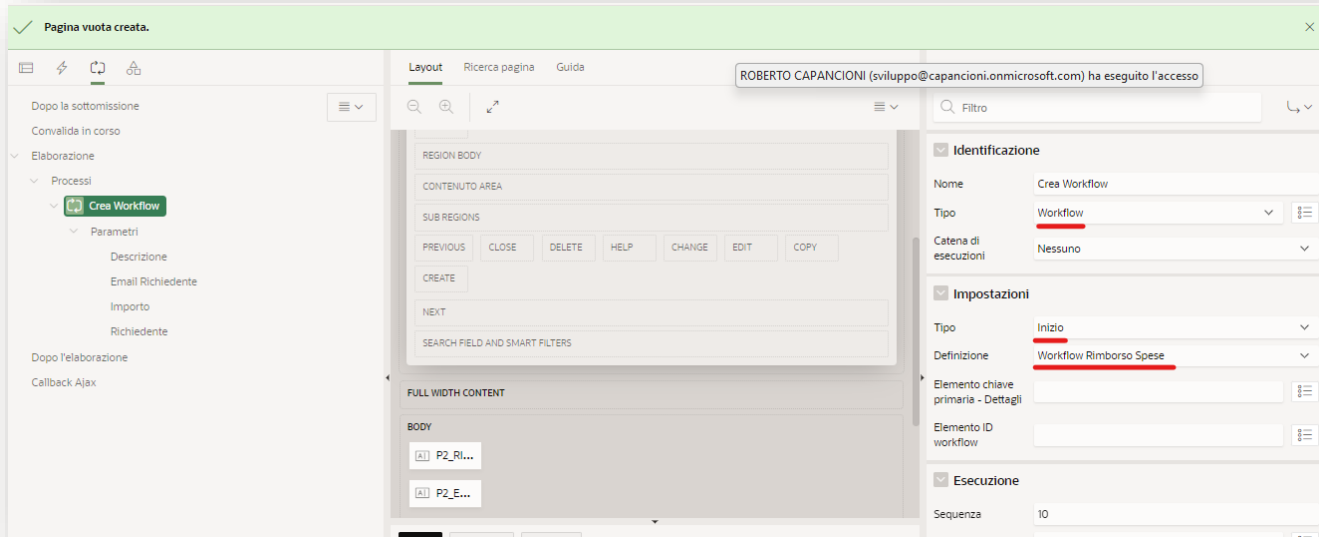 Pagina vuota creata.
Layout
Ricerca pagina
Guida
ROBERTO CAPANCIONI (sviluppo@capancioni.onmicrosoft.com) ha eseguito l'accesso
Dopo la sottomissione
Convalida in corso
Elaborazione
Processi
Crea Workflow
Parametri
Descrizione
Email Richiedente
Importo
Richiedente
Dopo l'elaborazione
Callback Ajax
REGION BODY
CONTENUTO AREA
SUB REGIONS
PREVIOUS CLOSE DELETE HELP CHANGE EDIT COPY
CREATE
NEXT
SEARCH FIELD AND SMART FILTERS
FULL WIDTH CONTENT
BODY
P2_RI...
P2_E...
Filtro
Identificazione
Nome Crea Workflow
Tipo Workflow
Catena di
esecuzioni Nessuno
Impostazioni
Tipo Inizio
Definizione Workflow Rimborso Spese
Elemento chiave
primaria - Dettagli
Elemento ID
workflow
Esecuzione
Sequenza 10